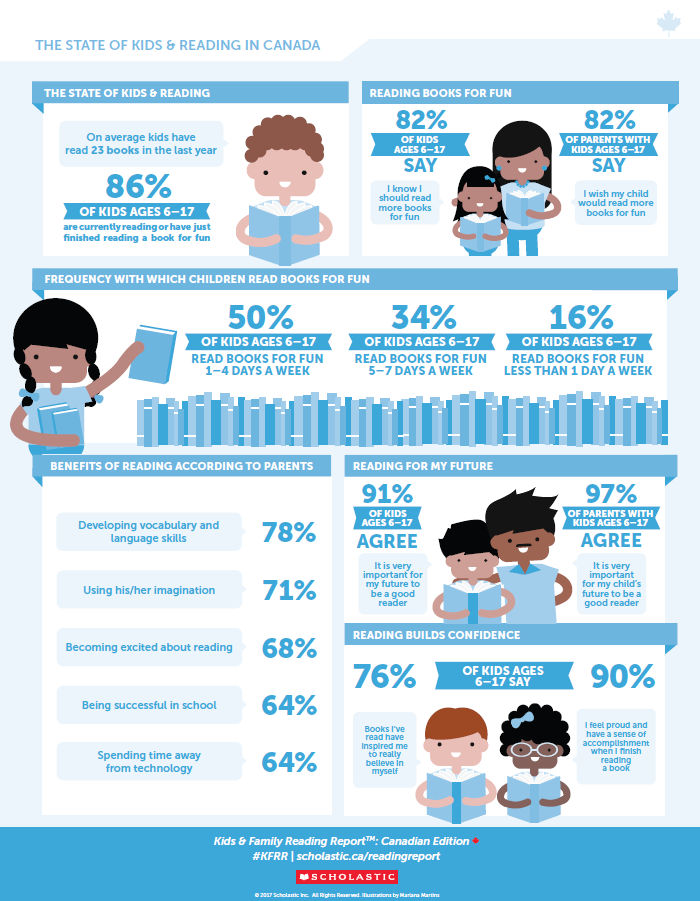 THE STATE OF KIDS & READING IN CANADA
THE STATE OF KIDS & READING
On average kids have
read 23 books in the last year
86%
OF KIDS AGES 6–17
are currently reading or have just
finished reading a book for fun
READING BOOKS FOR FUN
82%
OF KIDS
AGES 6–17
SAY
I know I
should read
more books
for fun
82%
OF PARENTS WITH
KIDS AGES 6–17
SAY
I wish my child
would read more
books for fun
FREQUENCY WITH WHICH CHILDREN READ BOOKS FOR FUN
50%
OF KIDS AGES 6–17
READ BOOKS FOR FUN
1–4 DAYS A WEEK
34%
OF KIDS AGES 6–17
READ BOOKS FOR FUN
5–7 DAYS A WEEK
16%
OF KIDS AGES 6–17
READ BOOKS FOR FUN
LESS THAN 1 DAY A WEEK
BENEFITS OF READING ACCORDING TO PARENTS
Developing vocabulary and
language skills
78%
Using his/her imagination
71%
Becoming excited about reading
68%
Being successful in school
64%
Spending time away
from technology
64%
READING FOR MY FUTURE
91%
OF KIDS
AGES 6–17
AGREE
It is very
important for
my future to
be a good
reader
97%
OF PARENTS WITH
KIDS AGES 6–17
AGREE
It is very
important
for my child's
future to be a
good reader
READING BUILDS CONFIDENCE
76%
OF KIDS AGES
6–17 SAY
90%
Books I've
read have
inspired me
to really
believe in
myself
I feel proud and
have a sense of
accomplishment
when I finish
reading
a book
Kids & Family Reading Report™: Canadian Edition
#KFRR | scholastic.ca/readingreport
SCHOLASTIC
© 2017 Scholastic Inc. All Rights Reserved. Illustrations by Mariana Martins